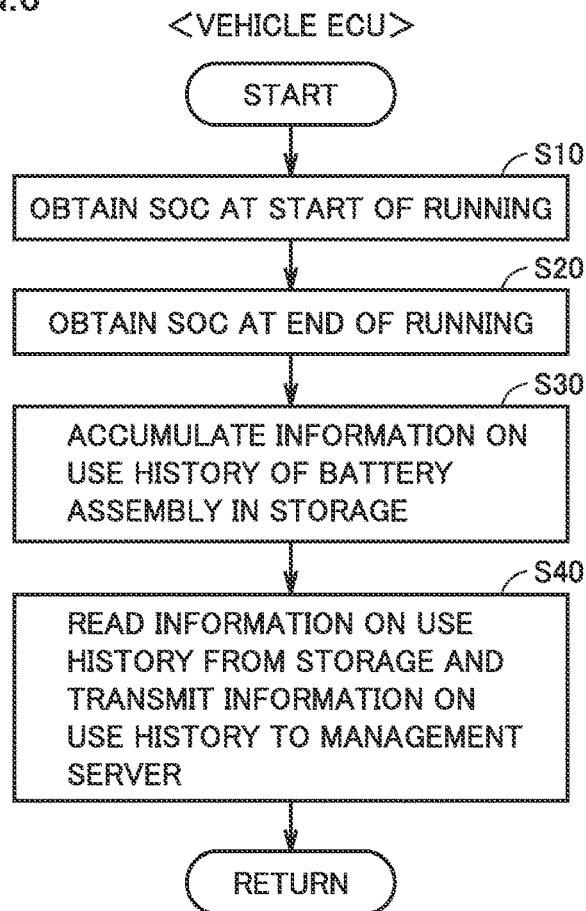 <VEHICLE ECU>
START
S10
OBTAIN SOC AT START OF RUNNING
S20
OBTAIN SOC AT END OF RUNNING
S30
ACCUMULATE INFORMATION ON
USE HISTORY OF BATTERY
ASSEMBLY IN STORAGE
S40
READ INFORMATION ON USE
HISTORY FROM STORAGE AND
TRANSMIT INFORMATION ON
USE HISTORY TO MANAGEMENT
SERVER
RETURN